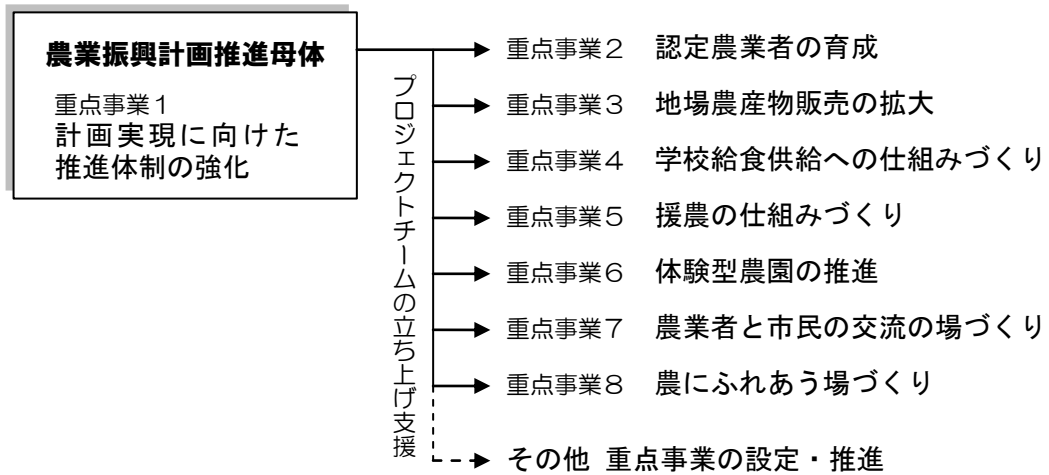 農業振興計画推進母体
重点事業１
計画実現に向けた
推進体制の強化
プロジェクトチームの立ち上げ支援
重点事業２ 認定農業者の育成
重点事業３ 地場農産物販売の拡大
重点事業４ 学校給食供給への仕組みづくり
重点事業５ 援農の仕組みづくり
重点事業６ 体験型農園の推進
重点事業７ 農業者と市民の交流の場づくり
重点事業８ 農にふれあう場づくり
その他 重点事業の設定・推進